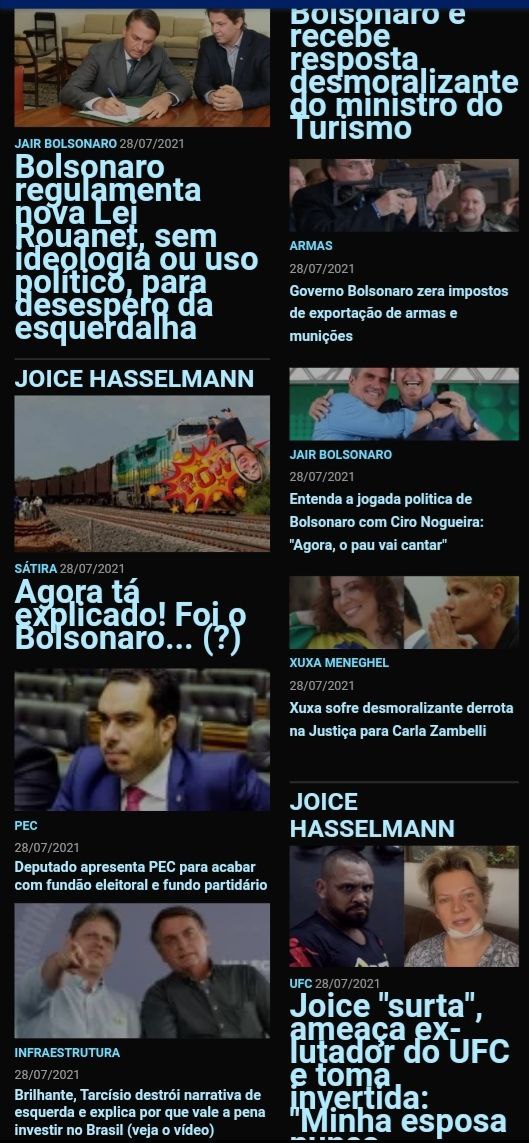 JAIR BOLSONARO 28/07/2021
Bolsonaro
regulamenta
nova Lei
Rouanet, sem
ideologia ou uso
político, para
desespero da
esquerdalha
JOICE HASSELMANN
POW
SÁTIRA 28/07/2021
Agora tá
explicado! Foi o
Bolsonaro... (?)
PEC
28/07/2021
Deputado apresenta PEC para acabar
com fundão eleitoral e fundo partidário
INFRAESTRUTURA
28/07/2021
Brilhante, Tarcísio destrói narrativa de
esquerda e explica por que vale a pena
investir no Brasil (veja o vídeo)
Bolsonaro e
recebe
resposta
desmoralizante
do ministro do
Turismo
ARMAS
28/07/2021
Governo Bolsonaro zera impostos
de exportação de armas e
munições
JAIR BOLSONARO
28/07/2021
Entenda a jogada política de
Bolsonaro com Ciro Nogueira:
"Agora, o pau vai cantar"
XUXA MENEGHEL
28/07/2021
Xuxa sofre desmoralizante derrota
na Justiça para Carla Zambelli
JOICE
HASSELMANN
UFC 28/07/2021
Joice "surta",
ameaça ex-
lutador do UFC
e toma
invertida:
"Minha esposa